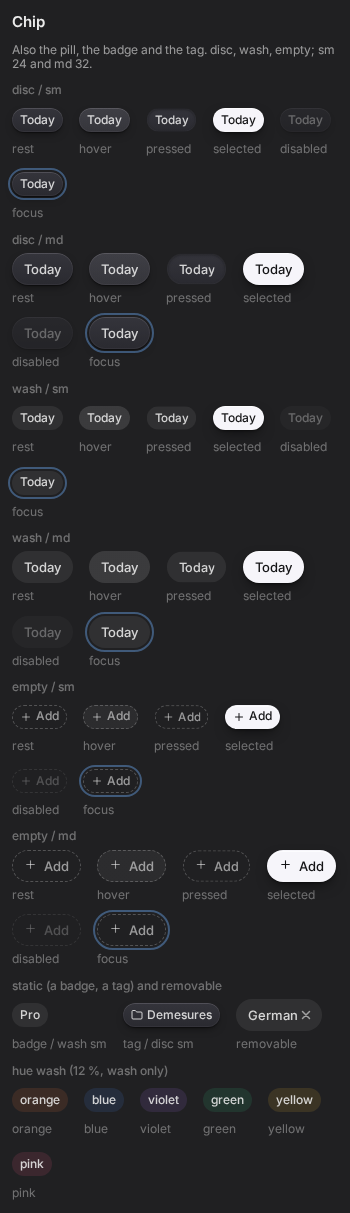 Chip
Also the pill, the badge and the tag. disc, wash, empty; sm
24 and md 32.
disc / sm
Today Today Today Today Today
rest hover pressed selected disabled
Today
focus
disc / md
Today Today Today Today
rest hover pressed selected
Today Today
disabled focus
wash / sm
Today Today Today Today Today
rest hover pressed selected disabled
Today
focus
wash / md
Today Today Today Today
rest hover pressed selected
Today Today
disabled focus
empty / sm
+ Add + Add + Add + Add
rest hover pressed selected
+ Add + Add
disabled focus
empty / md
+ Add + Add + Add + Add
rest hover pressed selected
+ Add + Add
disabled focus
static (a badge, a tag) and removable
Pro Demesures German ×
badge / wash sm tag / disc sm removable
hue wash (12 %, wash only)
orange blue violet green yellow
orange blue violet green yellow
pink
pink